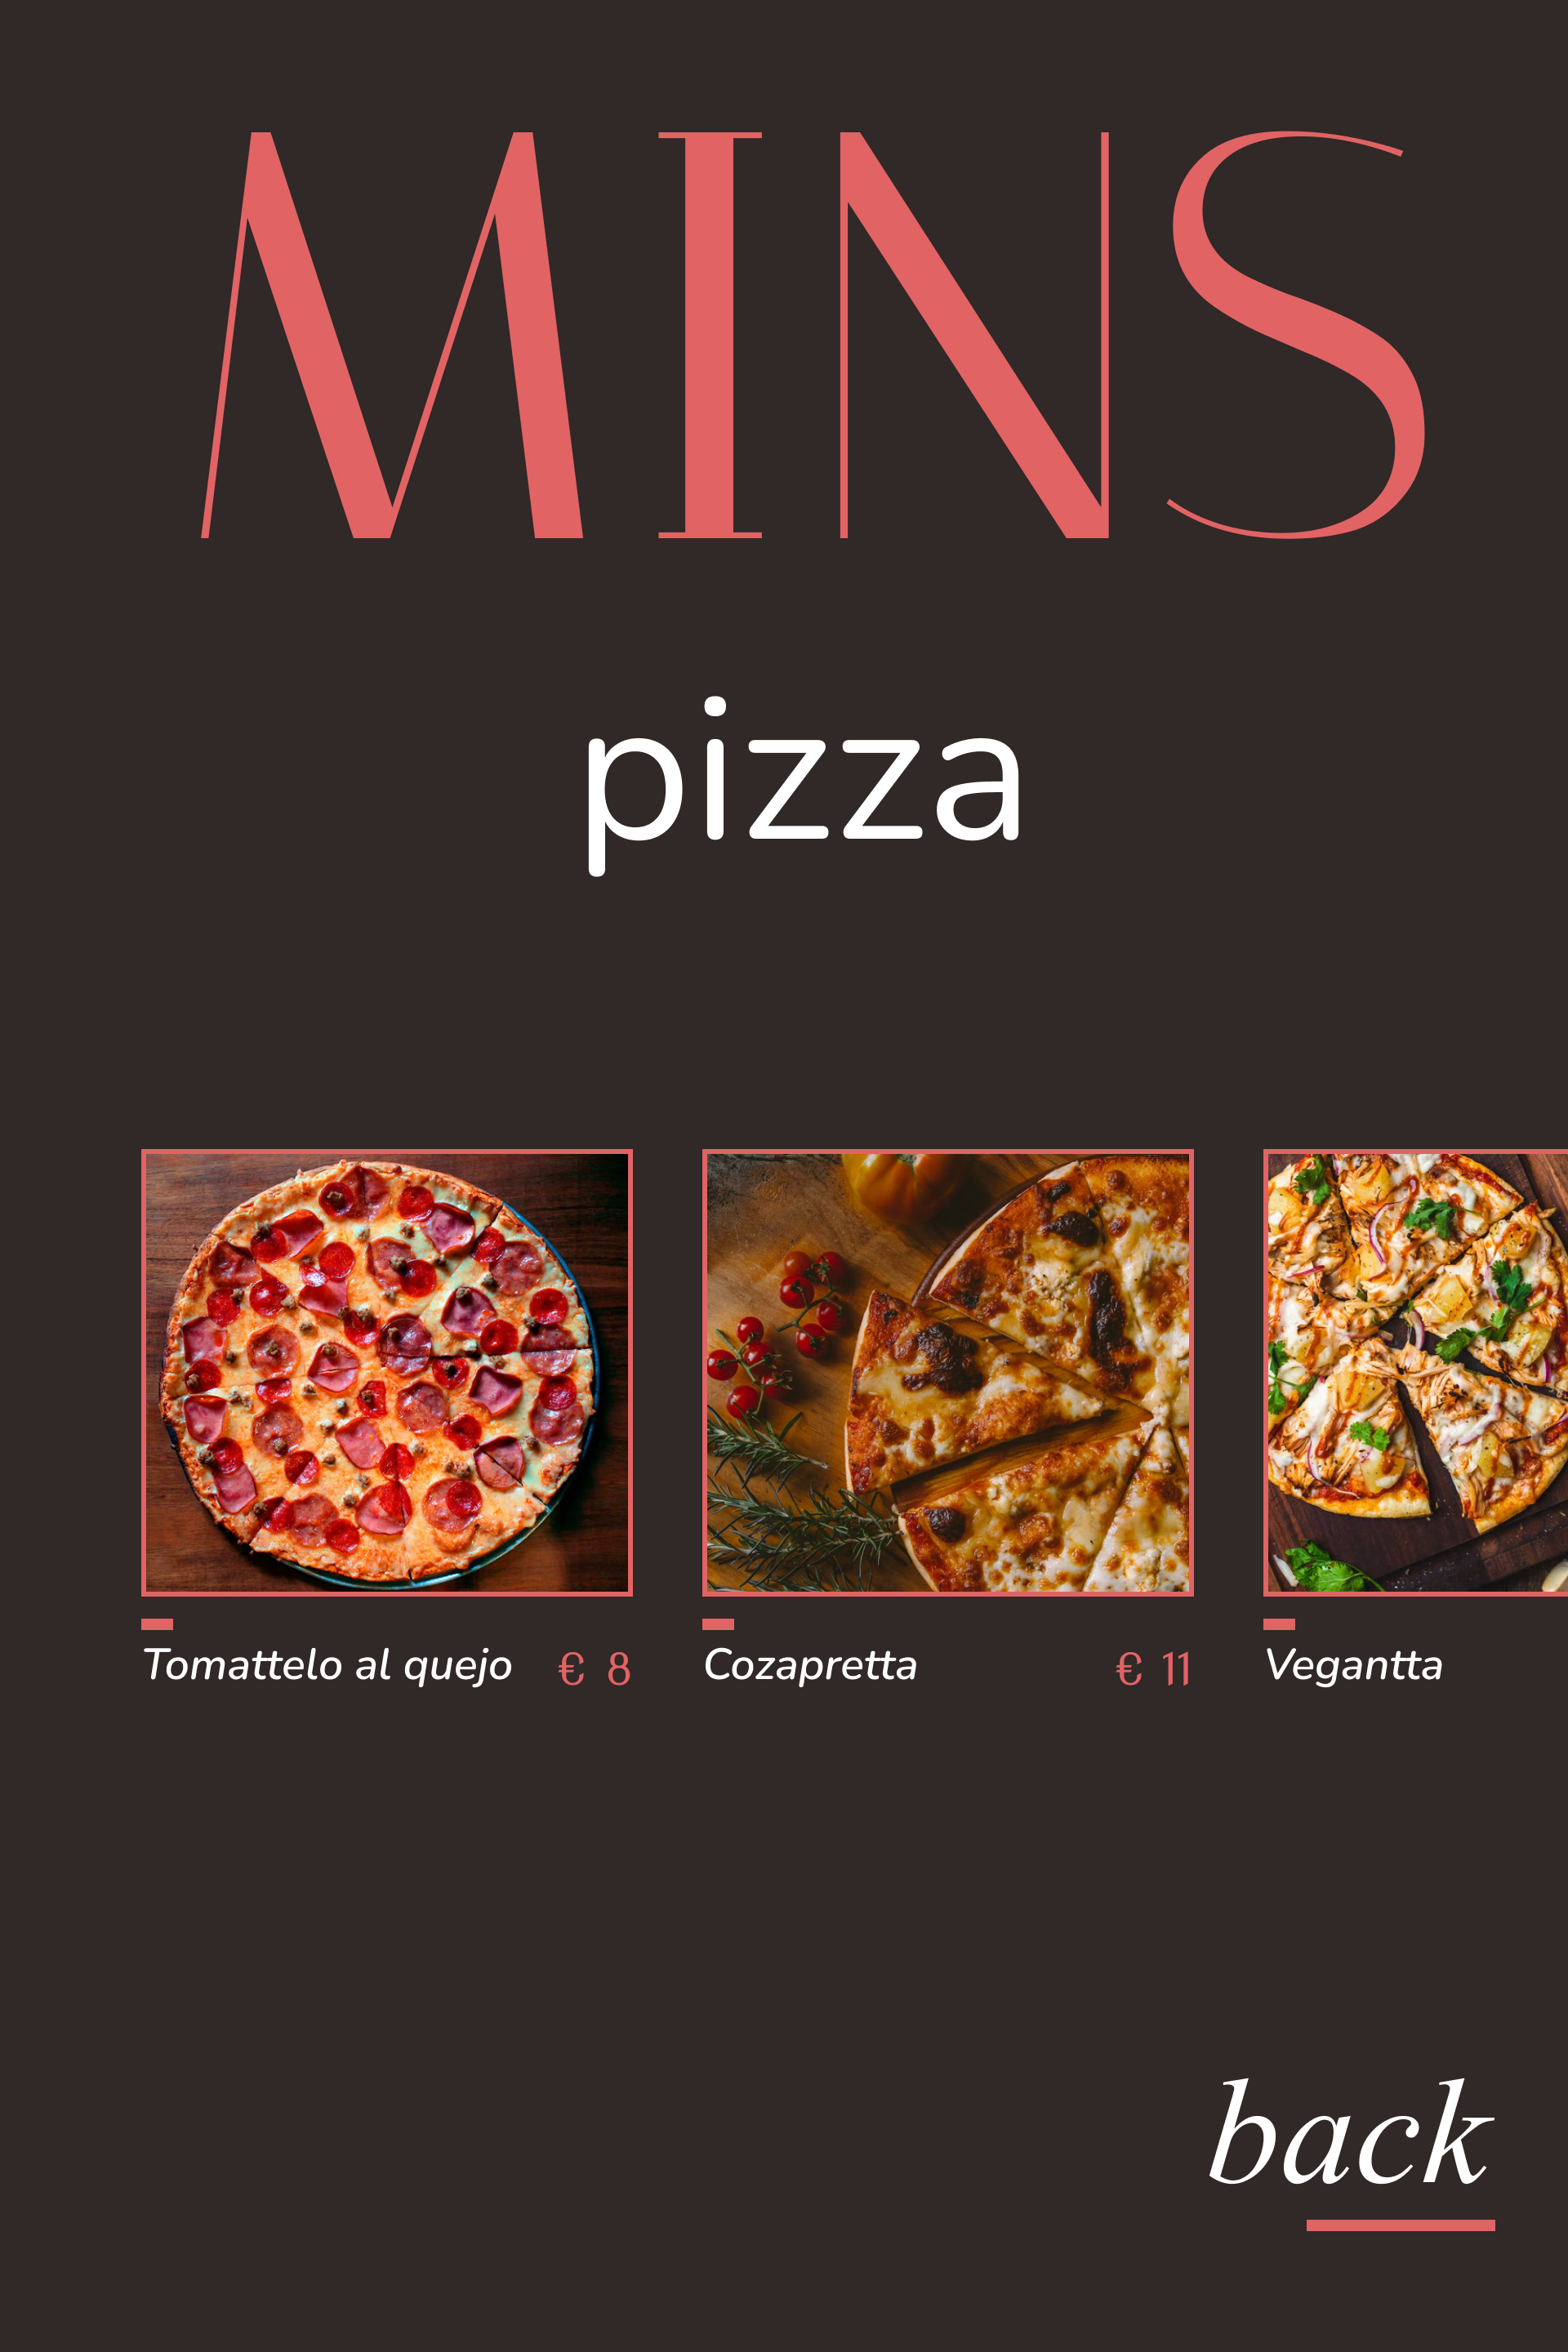 MINS
pizza
Tomattelo al quejo € 8
Cozapretta € 11
Vegantta
back